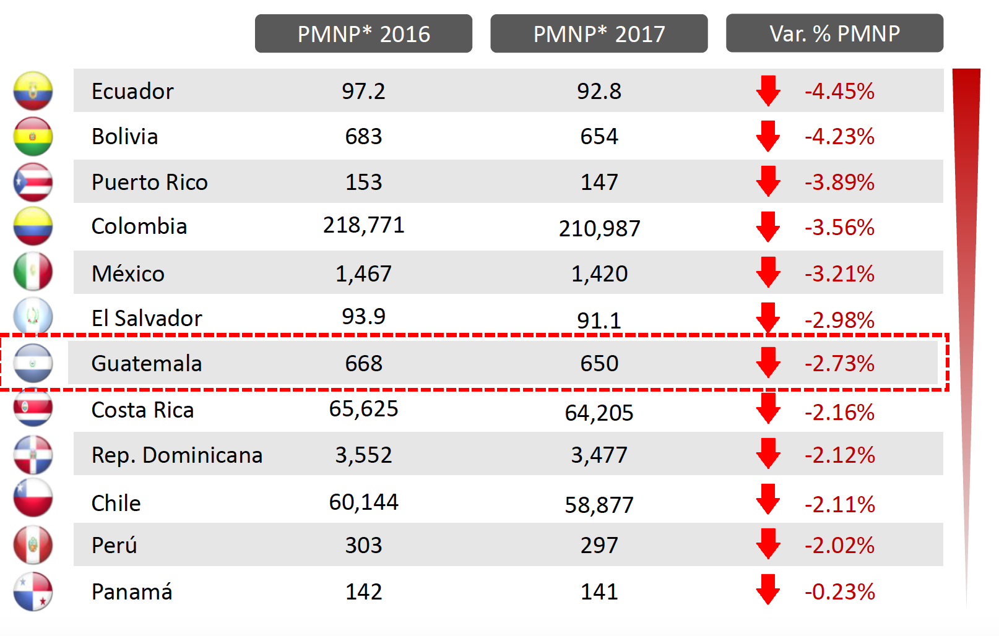 PMNP* 2016 PMNP* 2017 Var. % PMNP
Ecuador 97.2 92.8 -4.45%
Bolivia 683 654 -4.23%
Puerto Rico 153 147 -3.89%
Colombia 218,771 210,987 -3.56%
México 1,467 1,420 -3.21%
El Salvador 93.9 91.1 -2.98%
Guatemala 668 650 -2.73%
Costa Rica 65,625 64,205 -2.16%
Rep. Dominicana 3,552 3,477 -2.12%
Chile 60,144 58,877 -2.11%
Perú 303 297 -2.02%
Panamá 142 141 -0.23%